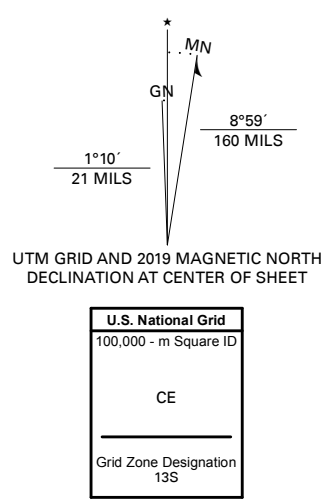 ★
MN
GN
8°59´
160 MILS
1°10´
21 MILS
UTM GRID AND 2019 MAGNETIC NORTH
DECLINATION AT CENTER OF SHEET
U.S. National Grid
100,000 - m Square ID
CE
Grid Zone Designation
13S